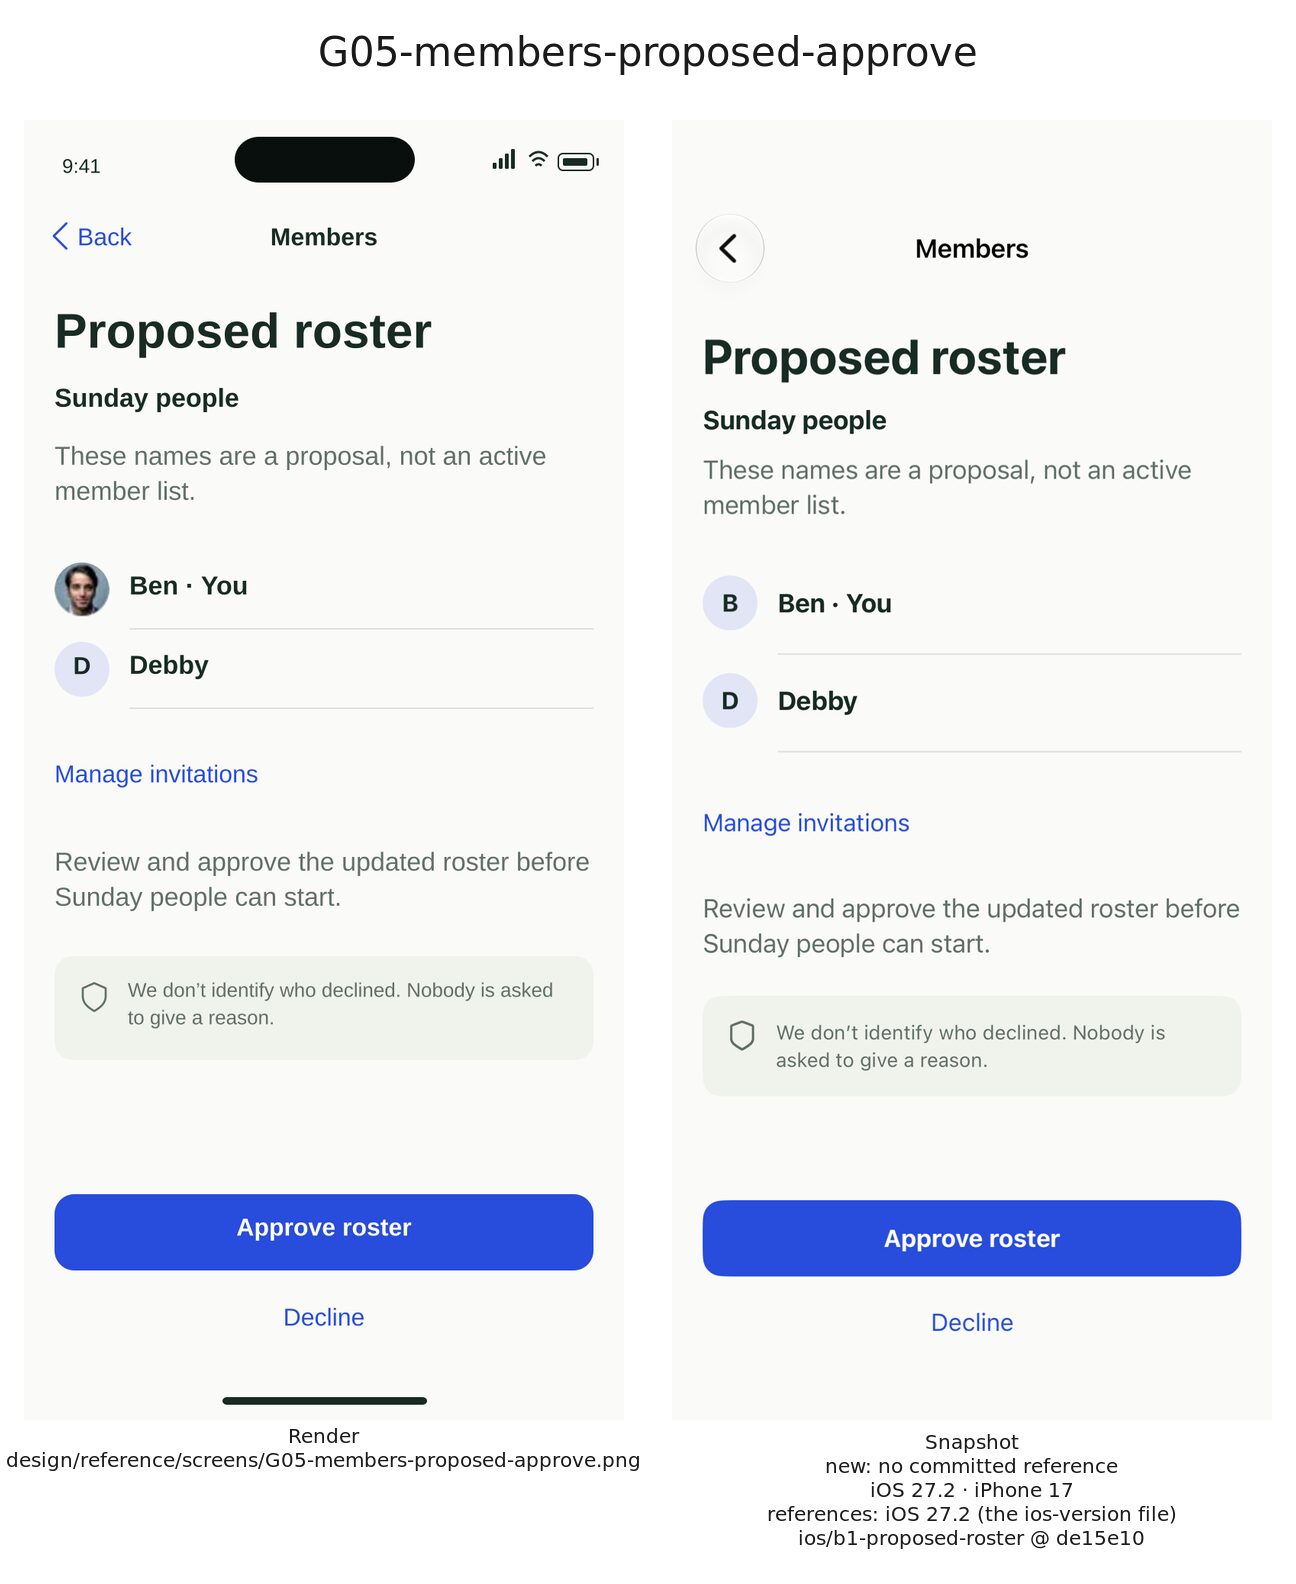 G05-members-proposed-approve
9:41
Back
Members
Proposed roster
Sunday people
These names are a proposal, not an active
member list.
Ben · You
D
Debby
Manage invitations
Review and approve the updated roster before
Sunday people can start.
We don’t identify who declined. Nobody is asked
to give a reason.
Approve roster
Decline
Render
design/reference/screens/G05-members-proposed-approve.png
Members
Proposed roster
Sunday people
These names are a proposal, not an active
member list.
B
Ben · You
D
Debby
Manage invitations
Review and approve the updated roster before
Sunday people can start.
We don’t identify who declined. Nobody is
asked to give a reason.
Approve roster
Decline
Snapshot
new: no committed reference
iOS 27.2 · iPhone 17
references: iOS 27.2 (the ios-version file)
ios/b1-proposed-roster @ de15e10